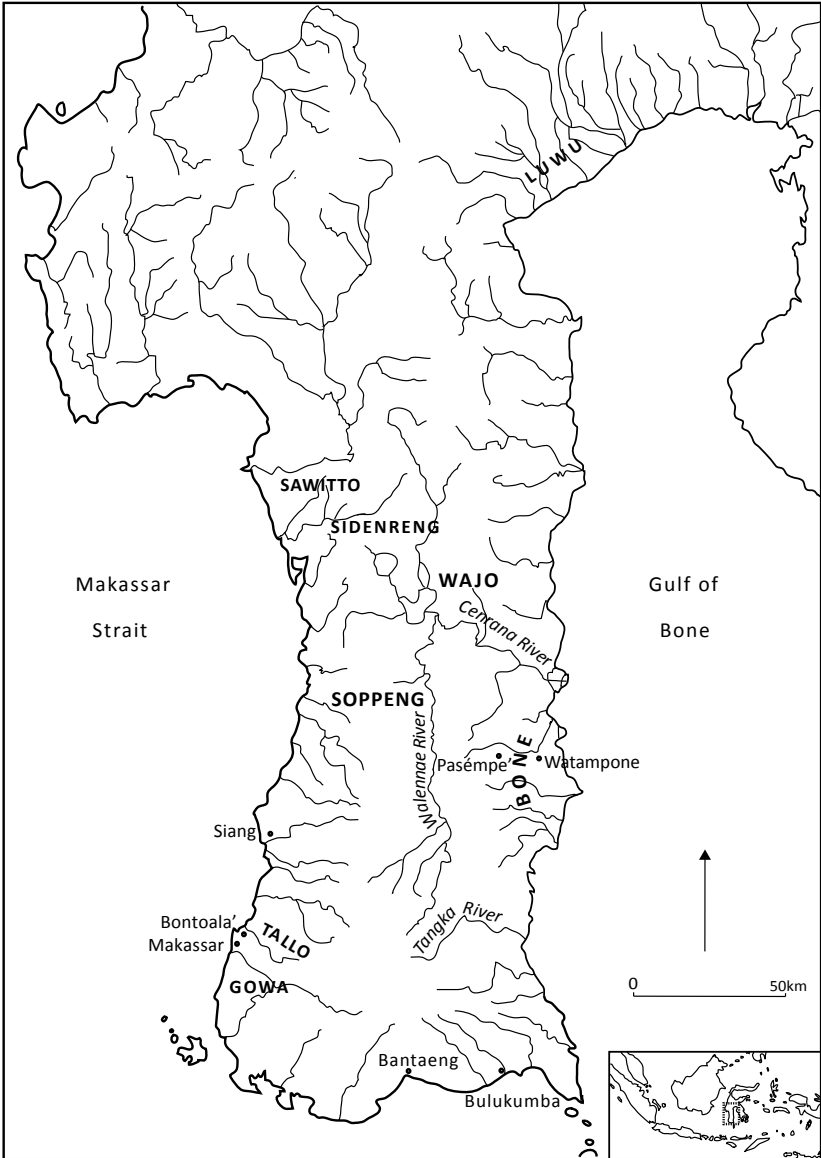 LUWU
SAWITTO
SIDENRENG
Makassar
Strait
WAJO
Gulf of
Bone
Cenrana River
SOPPENG
Walennae River
Pasémpe’
BONE
Watampone
Siang
Bontoala’
Makassar
TALLO
Tangka River
GOWA
0
50km
Bantaeng
Bulukumba